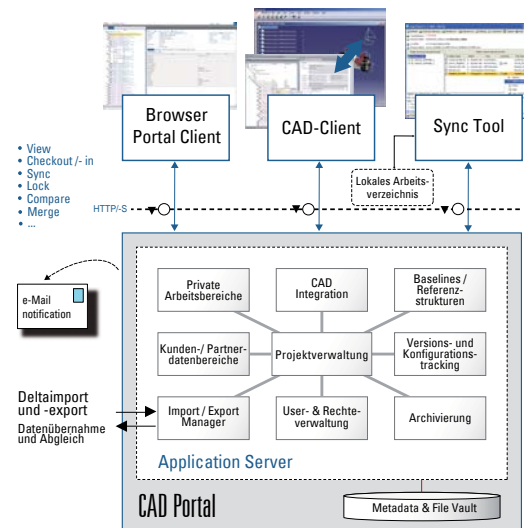 Browser
Portal Client
CAD-Client
Sync Tool
• View
• Checkout /- in
• Sync
• Lock
• Compare
• Merge
• ...
Lokales Arbeits-
verzeichnis
HTTP/-S
e-Mail
notification
Private
Arbeitsbereiche
CAD
Integration
Baselines /
Referenz-
strukturen
Kunden-/ Partner-
datenbereiche
Projektverwaltung
Versions- und
Konfigurations-
tracking
Deltaimport
und -export
Datenübernahme
und Abgleich
Import / Export
Manager
User- & Rechte-
verwaltung
Archivierung
Application Server
CAD Portal
Metadata & File Vault